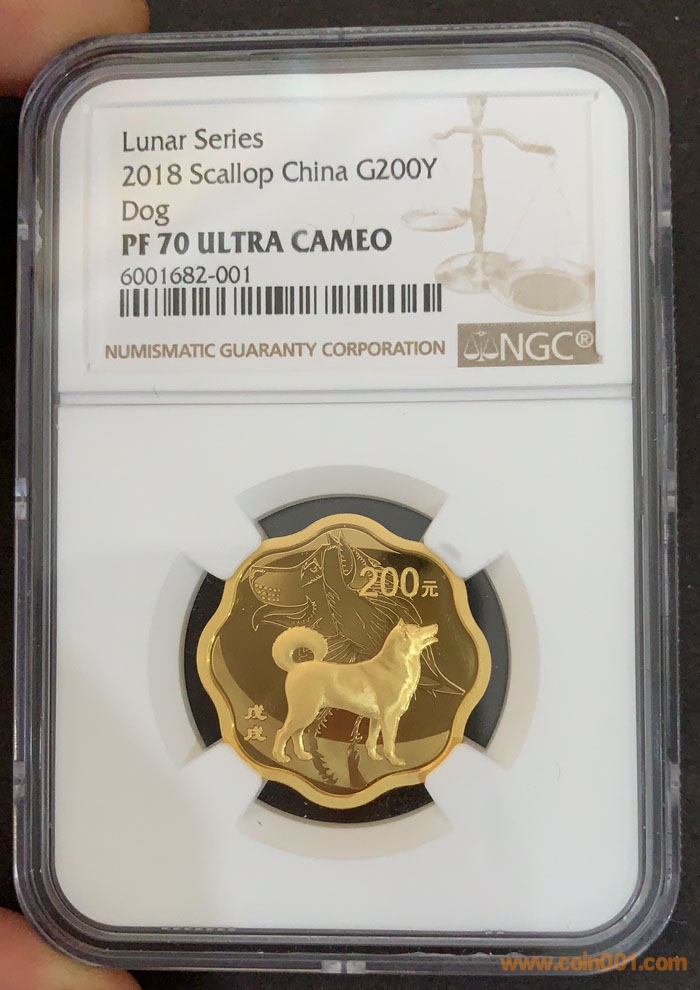 Lunar Series
2018 Scallop China G200Y
Dog
PF 70 ULTRA CAMEO
6001682-001
NUMISMATIC GUARANTY CORPORATION
NGC®
200元
戊
戌
www.coin001.com